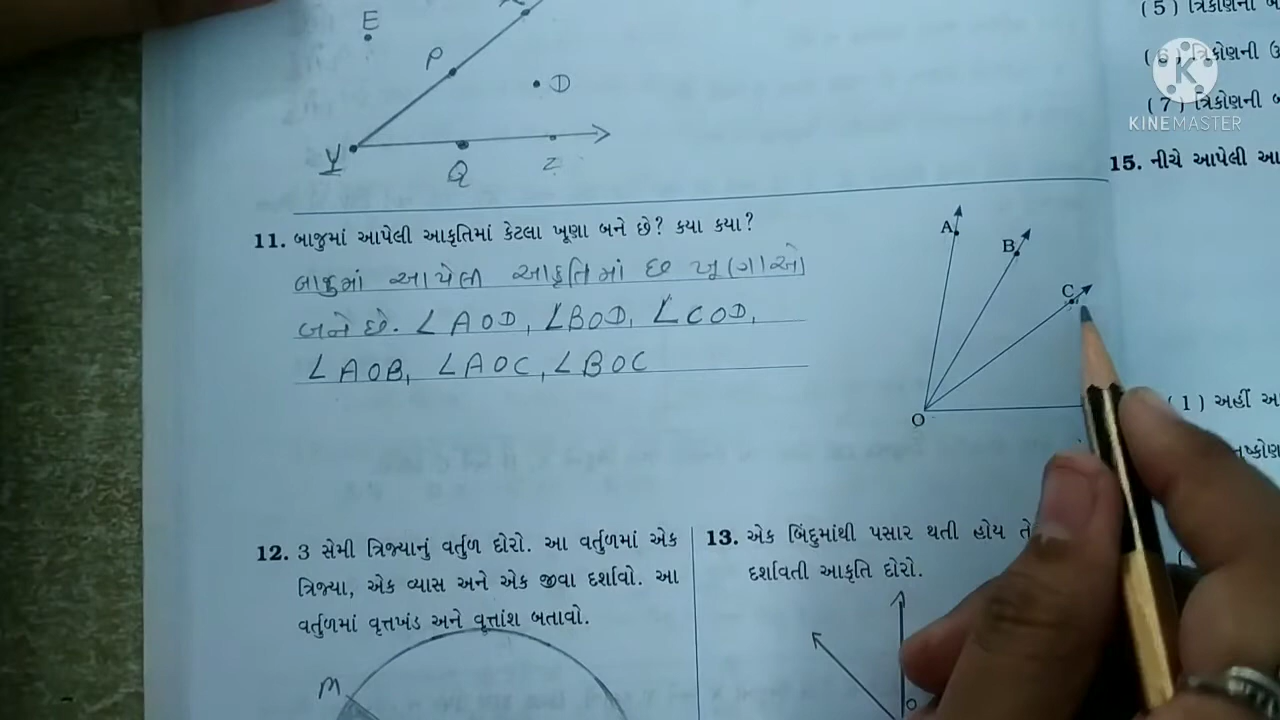 E
P
D
Y
Q
Z
(5) ત્રિકોણની
(6) ત્રિકોણની
(7) ત્રિકોણની
K
KINEMASTER
15. નીચે આપેલી આ
11. બાજુમાં આપેલી આકૃતિમાં કેટલા ખૂણા બને છે? કયા કયા?
બાજુમાં આપેલી આકૃતિમાં છ ખૂણાઓ
બને છે. ∠AOD, ∠BOD, ∠COD,
∠AOB, ∠AOC, ∠BOC
A
B
C
O
(1) અહીં
12. 3 સેમી ત્રિજ્યાનું વર્તુળ દોરો. આ વર્તુળમાં એક
ત્રિજ્યા, એક વ્યાસ અને એક જીવા દર્શાવો. આ
વર્તુળમાં વૃત્તખંડ અને વૃત્તાંશ બતાવો.
M
13. એક બિંદુમાંથી પસાર થતી હોય તે
દર્શાવતી આકૃતિ દોરો.
O